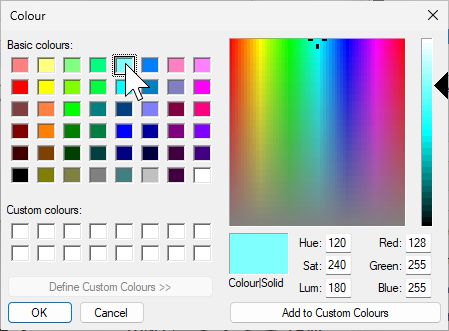 Colour
Basic colours:
Custom colours:
Define Custom Colours >>
OK
Cancel
Colour|Solid
Hue: 120
Sat: 240
Lum: 180
Red: 128
Green: 255
Blue: 255
Add to Custom Colours